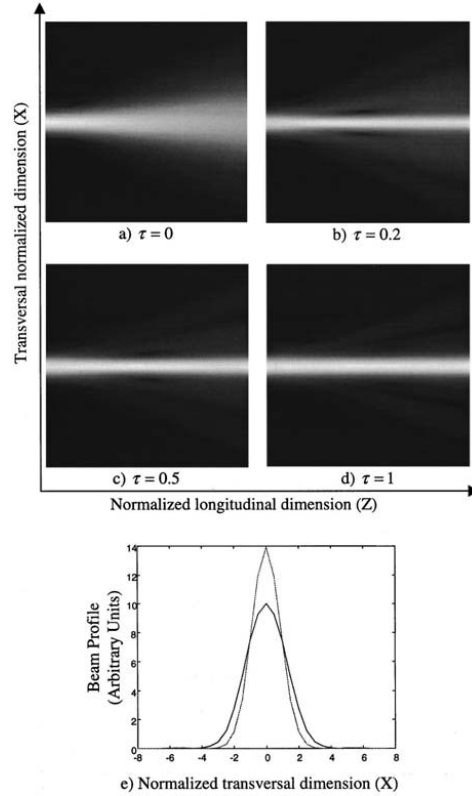 Transversal normalized dimension (X)
a) τ = 0
b) τ = 0.2
c) τ = 0.5
d) τ = 1
Normalized longitudinal dimension (Z)
Beam Profile
(Arbitrary Units)
14
12
10
8
6
4
2
0
-8 -6 -4 -2 0 2 4 6 8
e) Normalized transversal dimension (X)